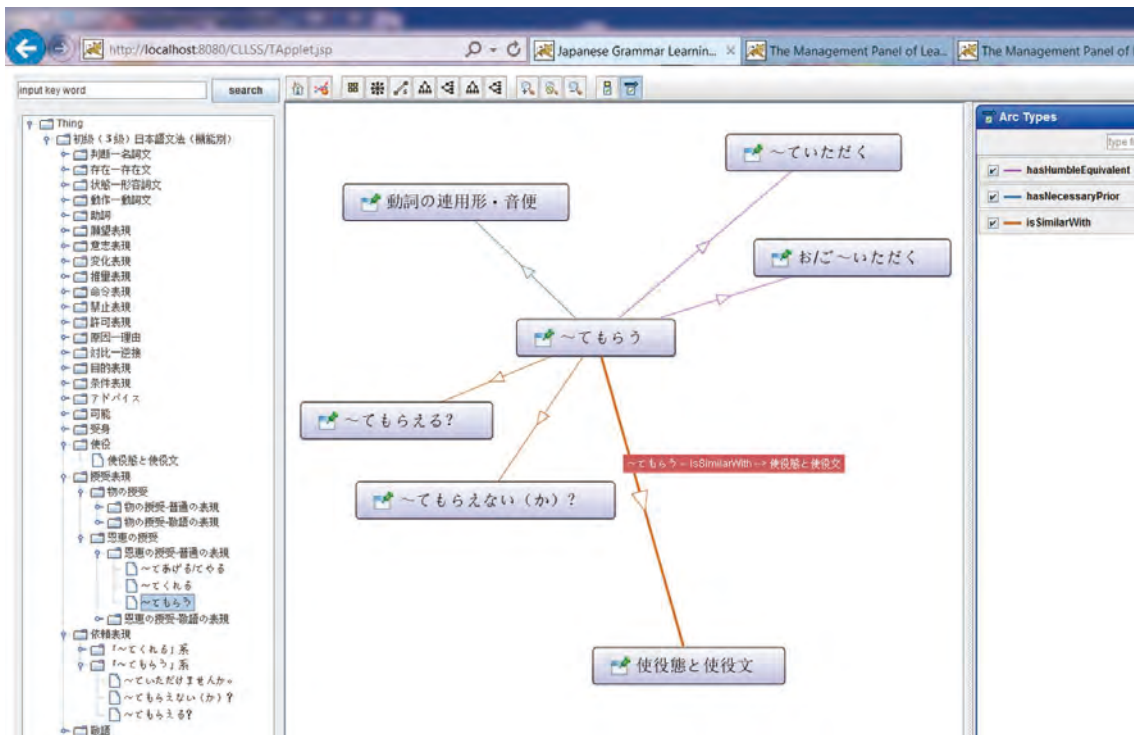 http://localhost:8080/CLLSS/TApplet.jsp
Japanese Grammar Learnin...
The Management Panel of Lea...
The Management Panel of
input key word
search
Thing
初級（３級）日本語文法（機能別）
判断－名詞文
存在－存在文
状態－形容詞文
動作－動詞文
助詞
願望表現
意志表現
変化表現
推量表現
命令表現
禁止表現
許可表現
原因－理由
対比－逆接
目的表現
条件表現
アドバイス
可能
受身
使役
使役態と使役文
授受表現
物の授受
物の授受-普通の表現
物の授受-敬語の表現
恩恵の授受
恩恵の授受-普通の表現
～てあげる/てやる
～てくれる
～てもらう
恩恵の授受-敬語の表現
依頼表現
「～てくれる」系
「～てもらう」系
～ていただけませんか。
～てもらえない（か）？
～てもらえる？
敬語
～ていただく
動詞の連用形・音便
お/ご～いただく
～てもらう
～てもらえる？
～てもらう - isSimilarWith --> 使役態と使役文
～てもらえない（か）？
使役態と使役文
Arc Types
hasHumbleEquivalent
hasNecessaryPrior
isSimilarWith